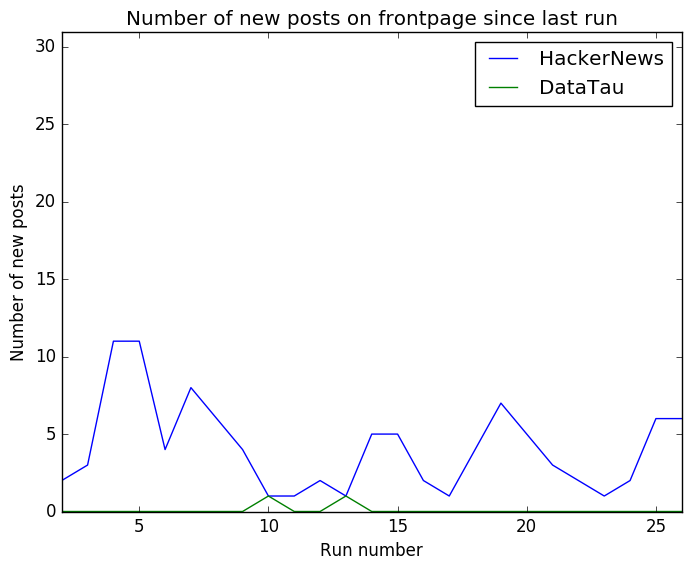 Number of new posts on frontpage since last run
HackerNews
DataTau
Number of new posts
30
25
20
15
10
5
0
5
10
15
20
25
Run number